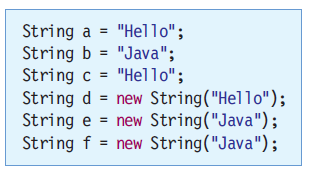 String a = "Hello";
String b = "Java";
String c = "Hello";
String d = new String("Hello");
String e = new String("Java");
String f = new String("Java");